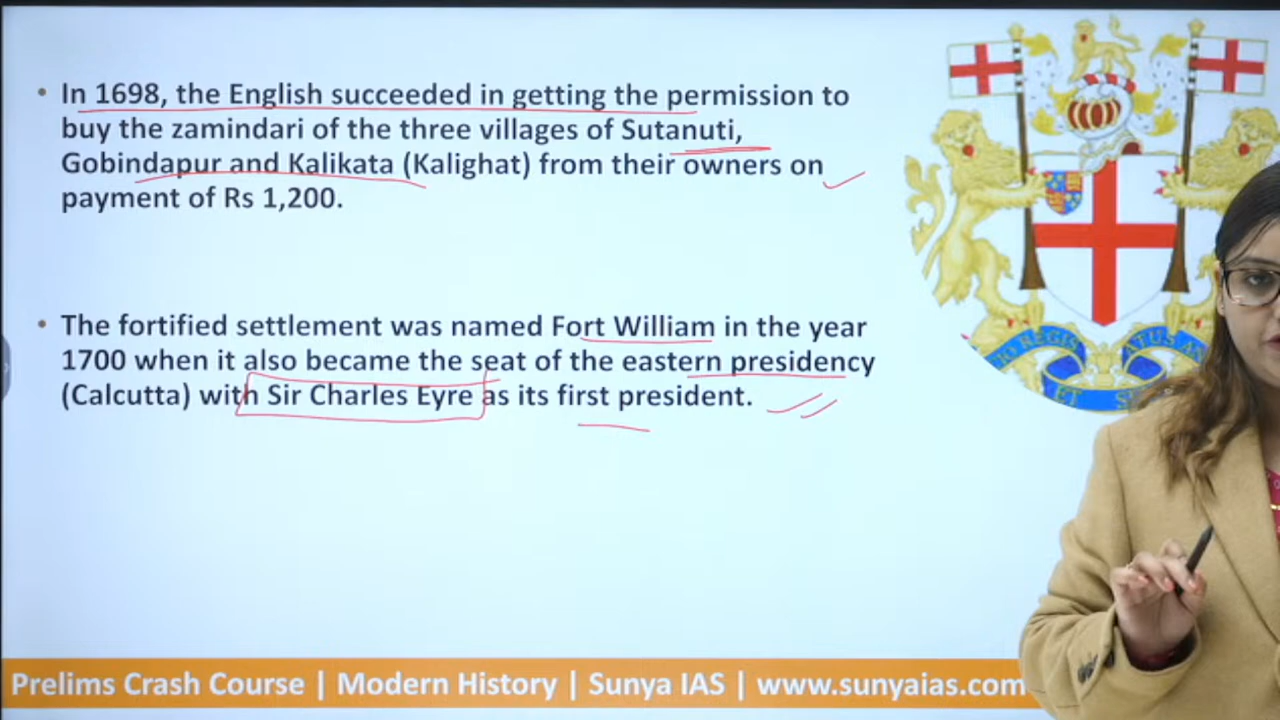 • In 1698, the English succeeded in getting the permission to
buy the zamindari of the three villages of Sutanuti,
Gobindapur and Kalikata (Kalighat) from their owners on
payment of Rs 1,200.
• The fortified settlement was named Fort William in the year
1700 when it also became the seat of the eastern presidency
(Calcutta) with Sir Charles Eyre as its first president.
REGIS
ET
Prelims Crash Course | Modern History | Sunya IAS | www.sunyaias.com